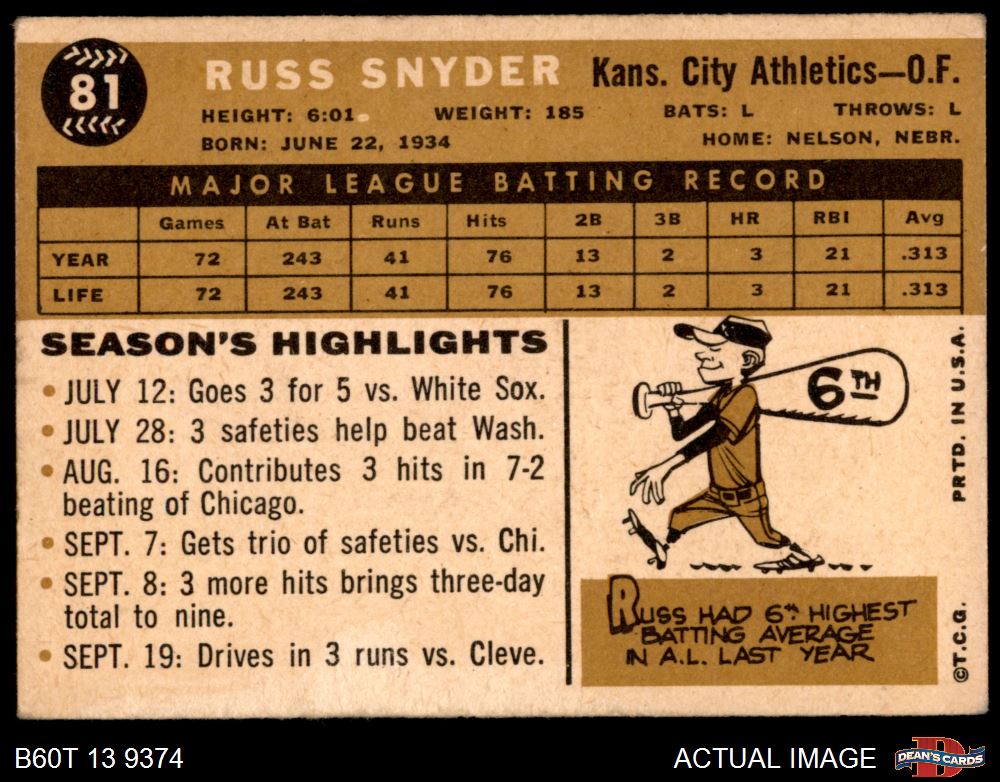 81
RUSS SNYDER
Kans. City Athletics—O.F.
HEIGHT: 6:01 WEIGHT: 185 BATS: L THROWS: L
BORN: JUNE 22, 1934 HOME: NELSON, NEBR.
MAJOR LEAGUE BATTING RECORD
Games At Bat Runs Hits 2B 3B HR RBI Avg
YEAR 72 243 41 76 13 2 3 21 .313
LIFE 72 243 41 76 13 2 3 21 .313
SEASON'S HIGHLIGHTS
• JULY 12: Goes 3 for 5 vs. White Sox.
• JULY 28: 3 safeties help beat Wash.
• AUG. 16: Contributes 3 hits in 7-2
beating of Chicago.
• SEPT. 7: Gets trio of safeties vs. Chi.
• SEPT. 8: 3 more hits brings three-day
total to nine.
• SEPT. 19: Drives in 3 runs vs. Cleve.
6TH
RUSS HAD 6TH HIGHEST
BATTING AVERAGE
IN A.L. LAST YEAR
©T.C.G. PRTD. IN U.S.A.
B60T 13 9374
ACTUAL IMAGE
D
DEAN'S CARDS